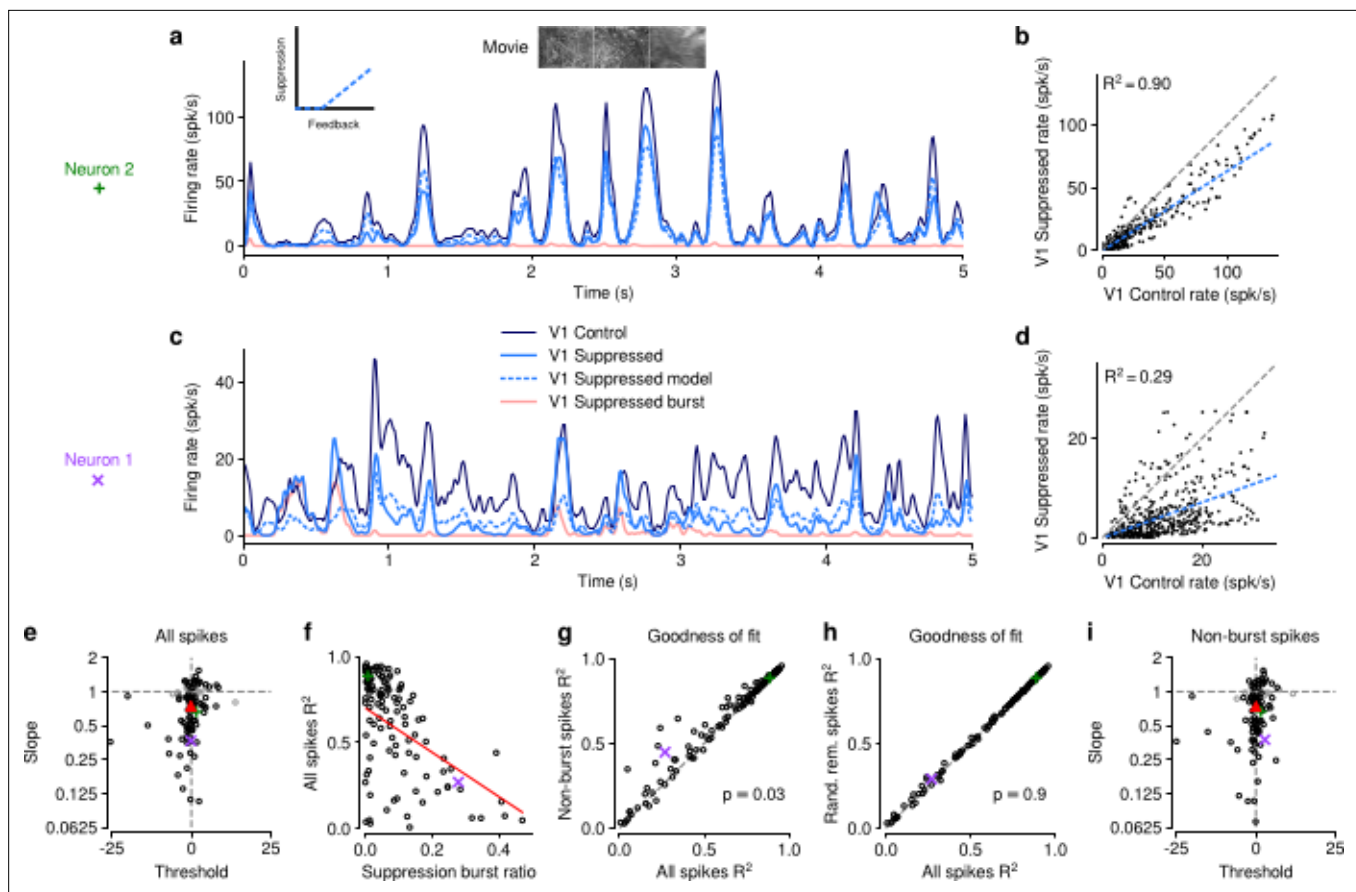 a
Movie
b
Suppression
Feedback
Firing rate (spk/s)
100
50
0
0
1
2
3
4
5
Time (s)
Neuron 2
R² = 0.90
V1 Suppressed rate (spk/s)
100
50
0
0
50
100
V1 Control rate (spk/s)
c
V1 Control
V1 Suppressed
V1 Suppressed model
V1 Suppressed burst
Firing rate (spk/s)
40
20
0
0
1
2
3
4
5
Time (s)
Neuron 1
d
R² = 0.29
V1 Suppressed rate (spk/s)
20
0
0
20
V1 Control rate (spk/s)
e
All spikes
Slope
2
1
0.5
0.25
0.125
0.0625
-25
0
25
Threshold
f
All spikes R²
1.0
0.5
0.0
0.0
0.2
0.4
Suppression burst ratio
g
Goodness of fit
Non-burst spikes R²
1.0
0.0
p = 0.03
0.0
0.5
1.0
All spikes R²
h
Goodness of fit
Rand. rem. spikes R²
1.0
0.0
p = 0.9
0.0
0.5
1.0
All spikes R²
i
Non-burst spikes
Slope
2
1
0.5
0.25
0.125
0.0625
-25
0
25
Threshold